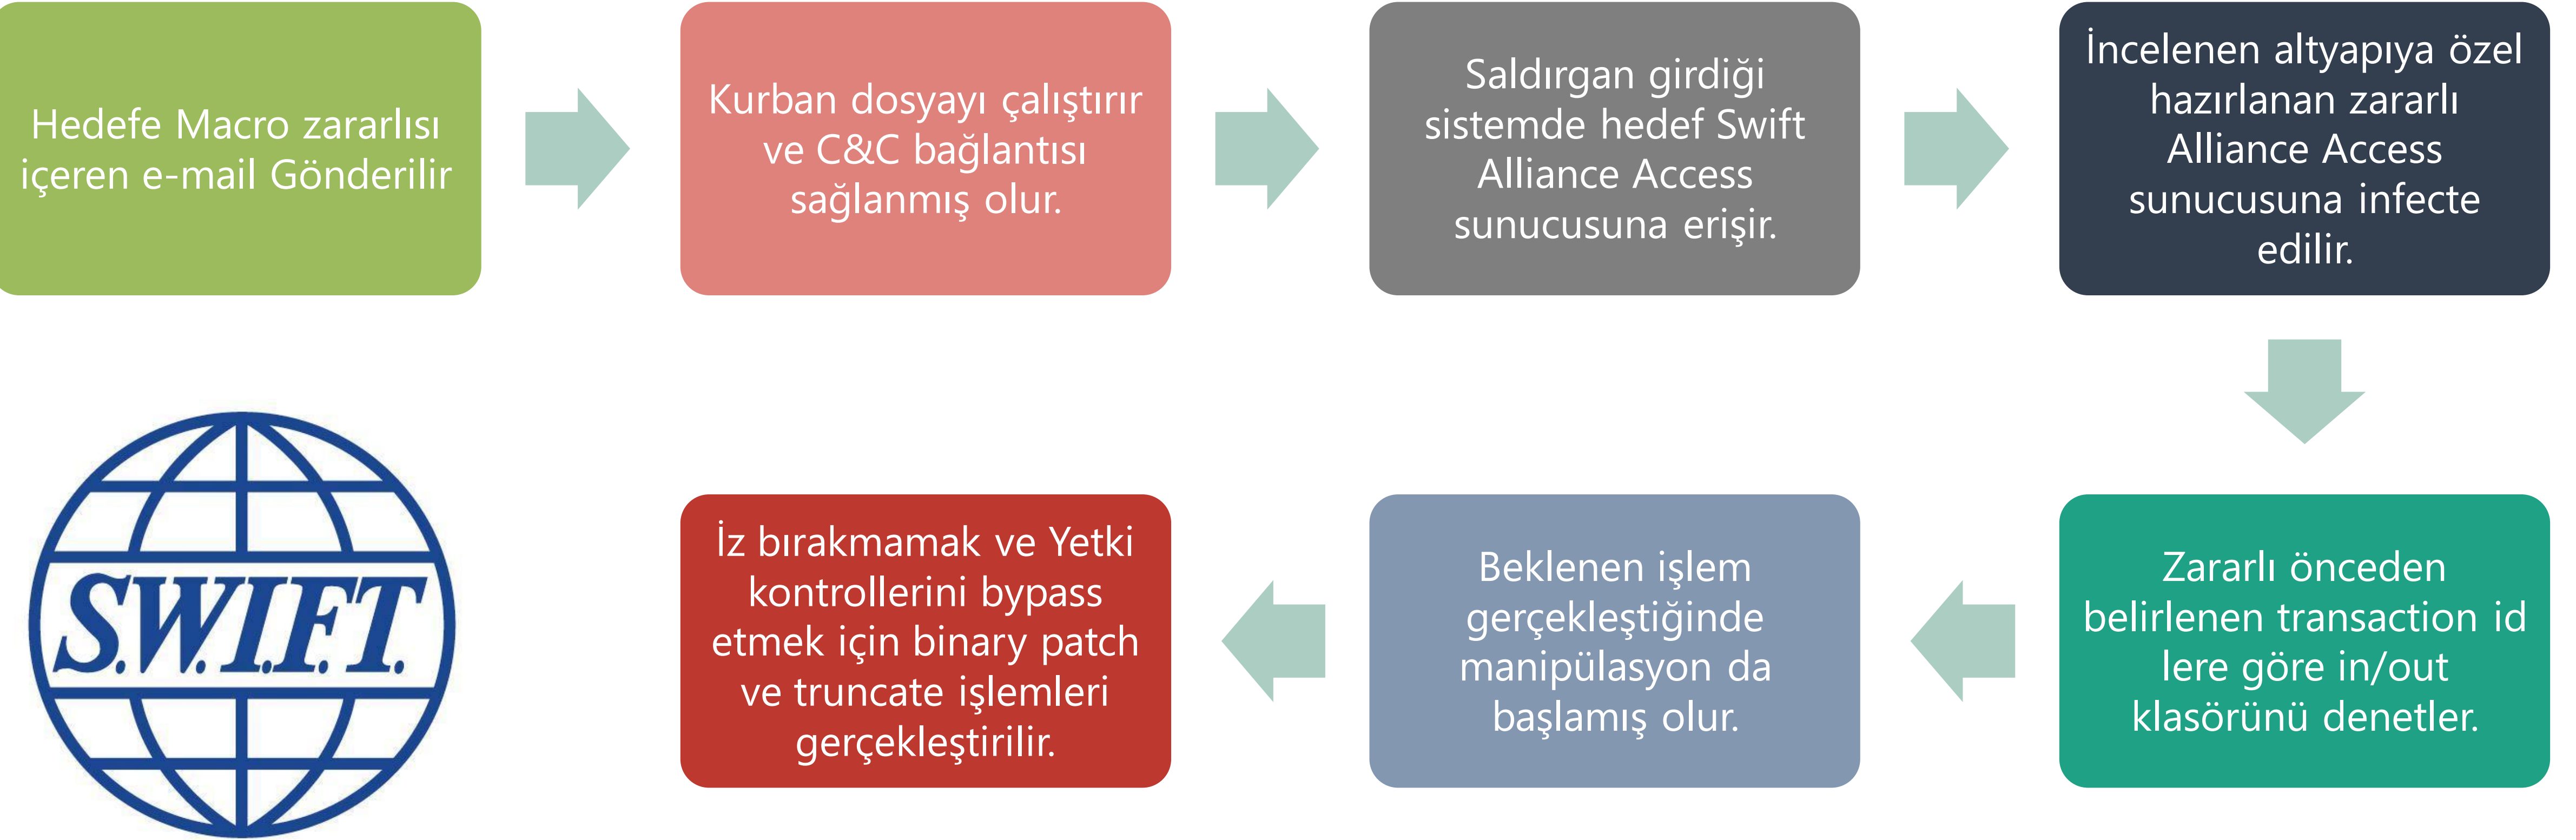 Hedefe Macro zararlısı
içeren e-mail Gönderilir
Kurban dosyayı çalıştırır
ve C&C bağlantısı
sağlanmış olur.
Saldırgan girdiği
sistemde hedef Swift
Alliance Access
sunucusuna erişir.
İncelenen altyapıya özel
hazırlanan zararlı
Alliance Access
sunucusuna infecte
edilir.
Zararlı önceden
belirlenen transaction id
lere göre in/out
klasörünü denetler.
Beklenen işlem
gerçekleştiğinde
manipülasyon da
başlamış olur.
İz bırakmamak ve Yetki
kontrollerini bypass
etmek için binary patch
ve truncate işlemleri
gerçekleştirilir.
S.W.I.F.T.